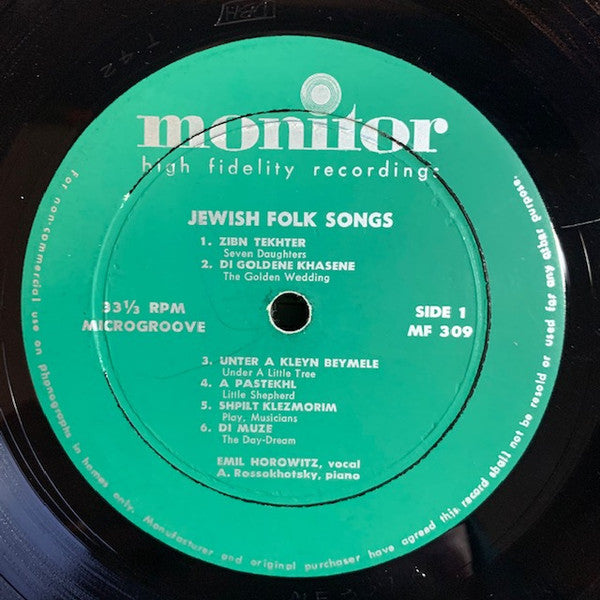 monitor
high fidelity recordings
JEWISH FOLK SONGS
1. ZIBN TEKHTER
Seven Daughters
2. DI GOLDENE KHASENE
The Golden Wedding
33⅓ RPM
MICROGROOVE
SIDE 1
MF 309
3. UNTER A KLEYN BEYMELE
Under A Little Tree
4. A PASTEKHL
Little Shepherd
5. SHPILT KLEZMORIM
Play, Musicians
6. DI MUZE
The Day-Dream
EMIL HOROWITZ, vocal
A. Rossokhotsky, piano
For non-commercial use on phonographs in homes only. Manufacturer and original purchaser have agreed this record shall not be resold or used for any other purpose.